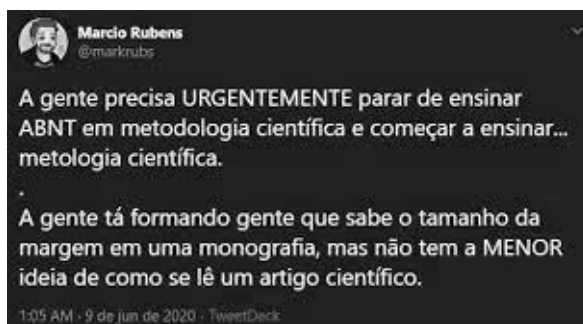 Marcio Rubens
@markrubs
A gente precisa URGENTEMENTE parar de ensinar
ABNT em metodologia científica e começar a ensinar...
metologia científica.
.
A gente tá formando gente que sabe o tamanho da
margem em uma monografia, mas não tem a MENOR
ideia de como se lê um artigo científico.
1:05 AM · 9 de jun de 2020 · TweetDeck